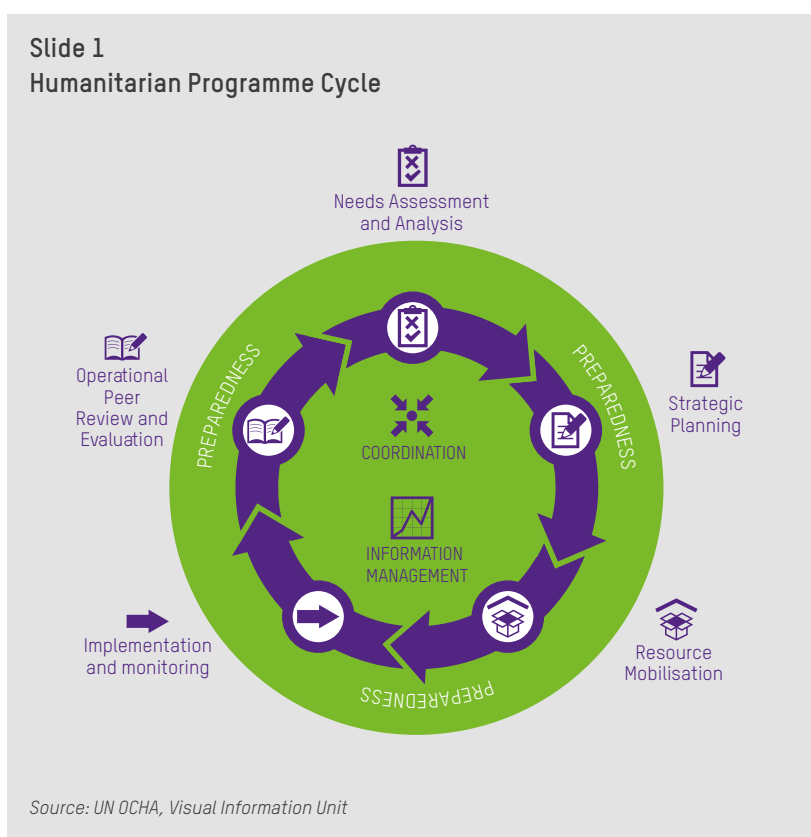 Slide 1
Humanitarian Programme Cycle
Needs Assessment
and Analysis
PREPAREDNESS
PREPAREDNESS
Operational
Peer
Review and
Evaluation
Strategic
Planning
COORDINATION
INFORMATION
MANAGEMENT
Implementation
and monitoring
Resource
Mobilisation
PREPAREDNESS
Source: UN OCHA, Visual Information Unit